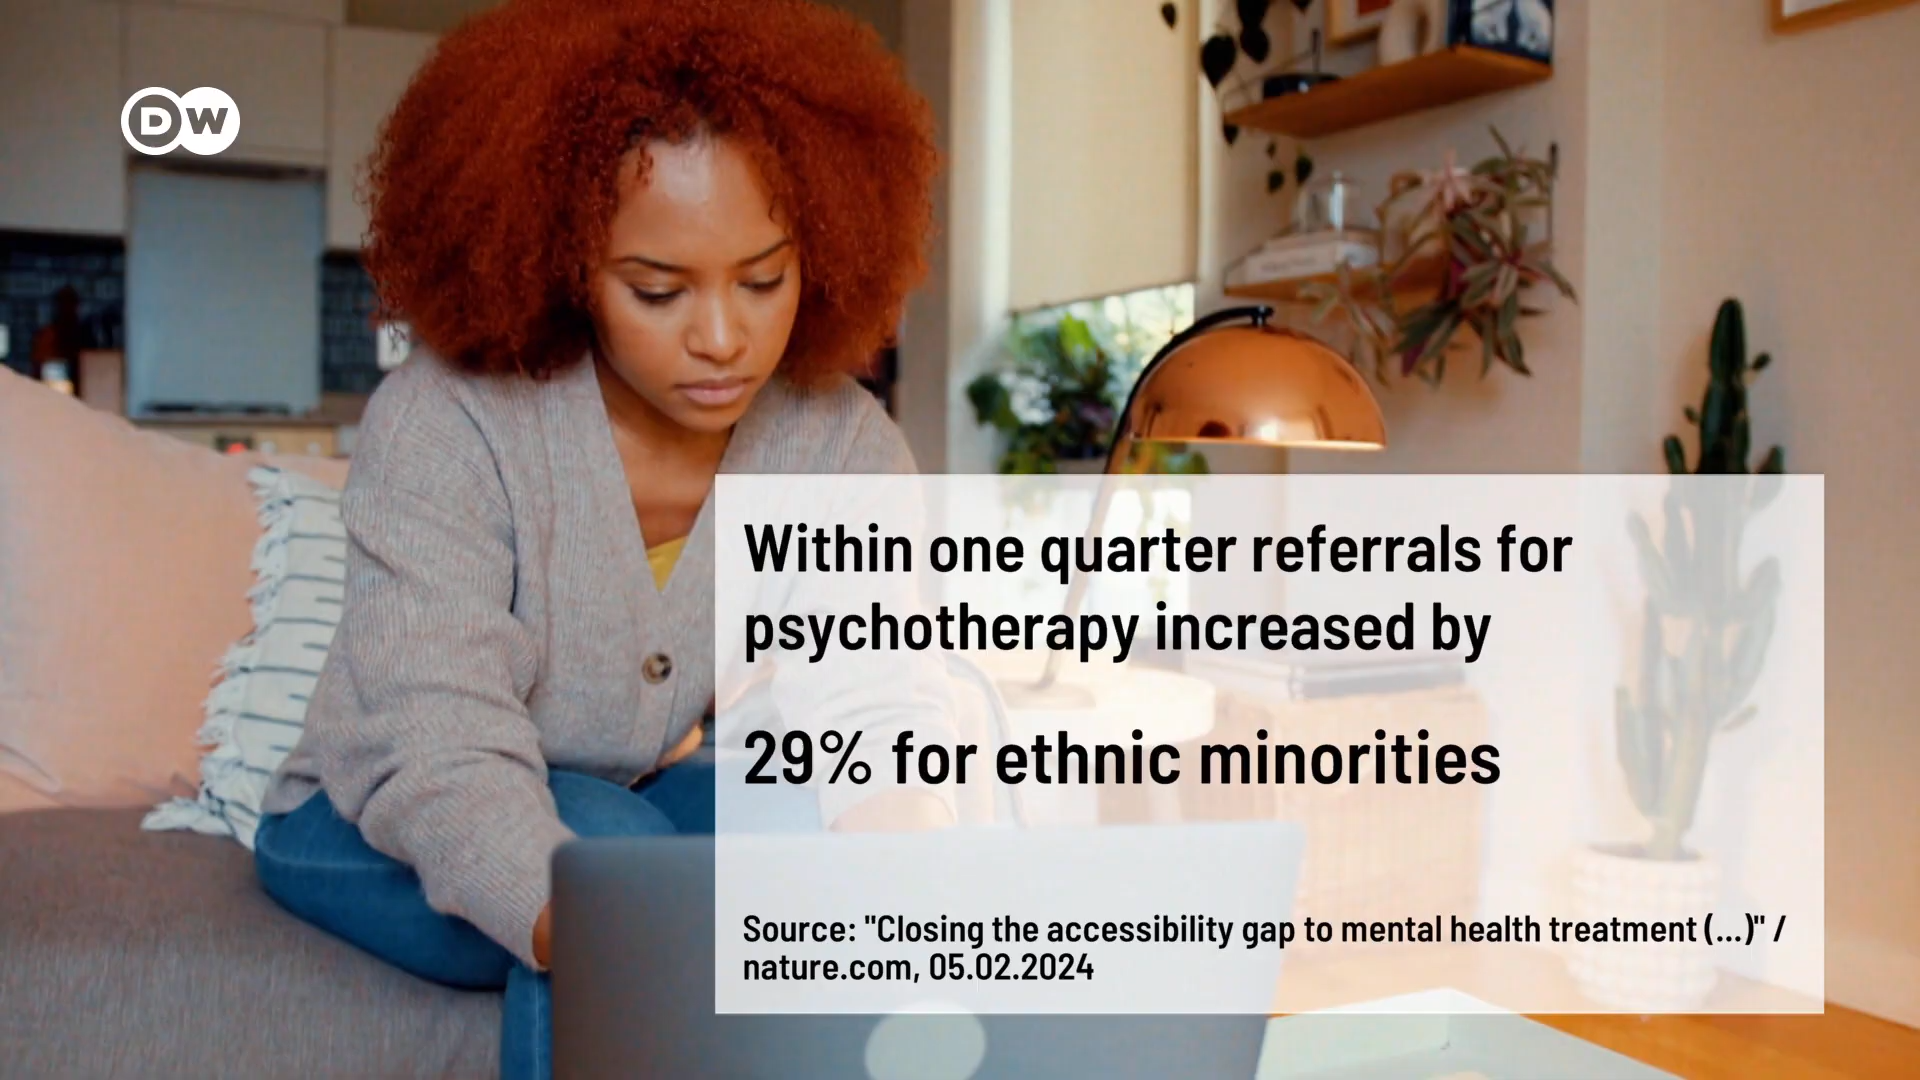 DW
Within one quarter referrals for
psychotherapy increased by
29% for ethnic minorities
Source: "Closing the accessibility gap to mental health treatment (...)" /
nature.com, 05.02.2024